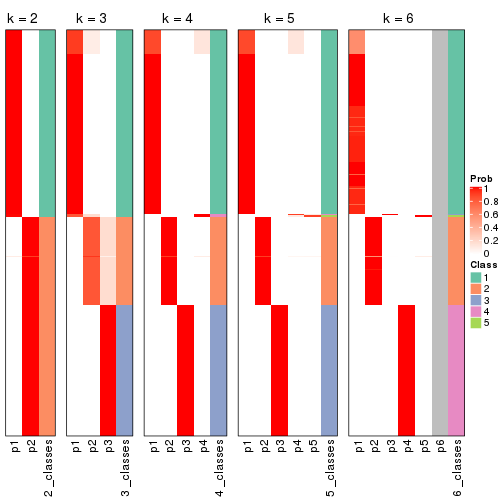 k = 2
k = 3
k = 4
k = 5
k = 6
Prob
1
0.8
0.6
0.4
0.2
0
Class
1
2
3
4
5
p1
p2
2_classes
p1
p2
p3
3_classes
p1
p2
p3
p4
4_classes
p1
p2
p3
p4
p5
5_classes
p1
p2
p3
p4
p5
p6
6_classes